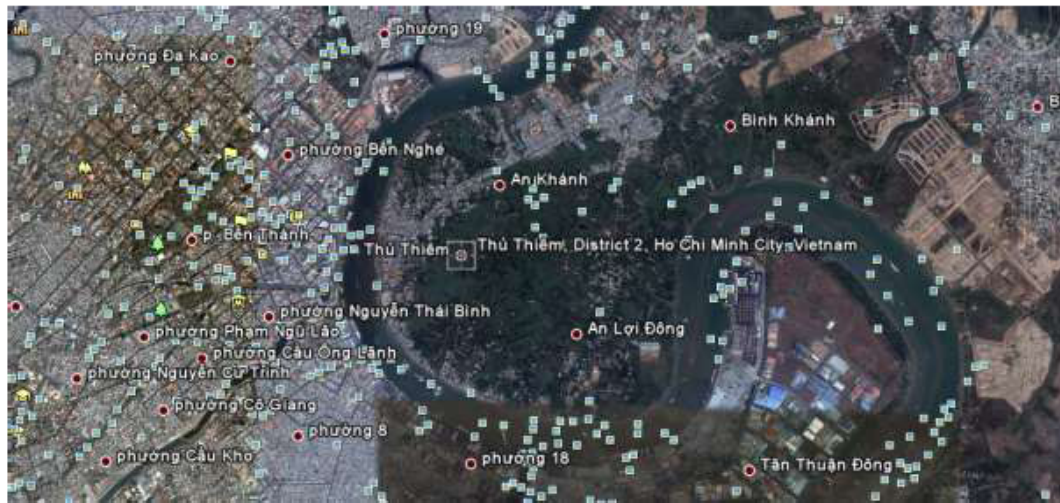 phường 19
phường Đa Kao
B
Bình Khánh
phường Bến Nghé
An Khánh
p. Bến Thành
Thủ Thiêm
Thủ Thiêm, District 2, Ho Chi Minh City, Vietnam
phường Nguyễn Thái Bình
An Lợi Đông
phường Phạm Ngũ Lão
phường Cầu Ông Lãnh
phường Nguyễn Cư Trinh
phường Cô Giang
phường 8
phường Cầu Kho
phường 18
Tân Thuận Đông